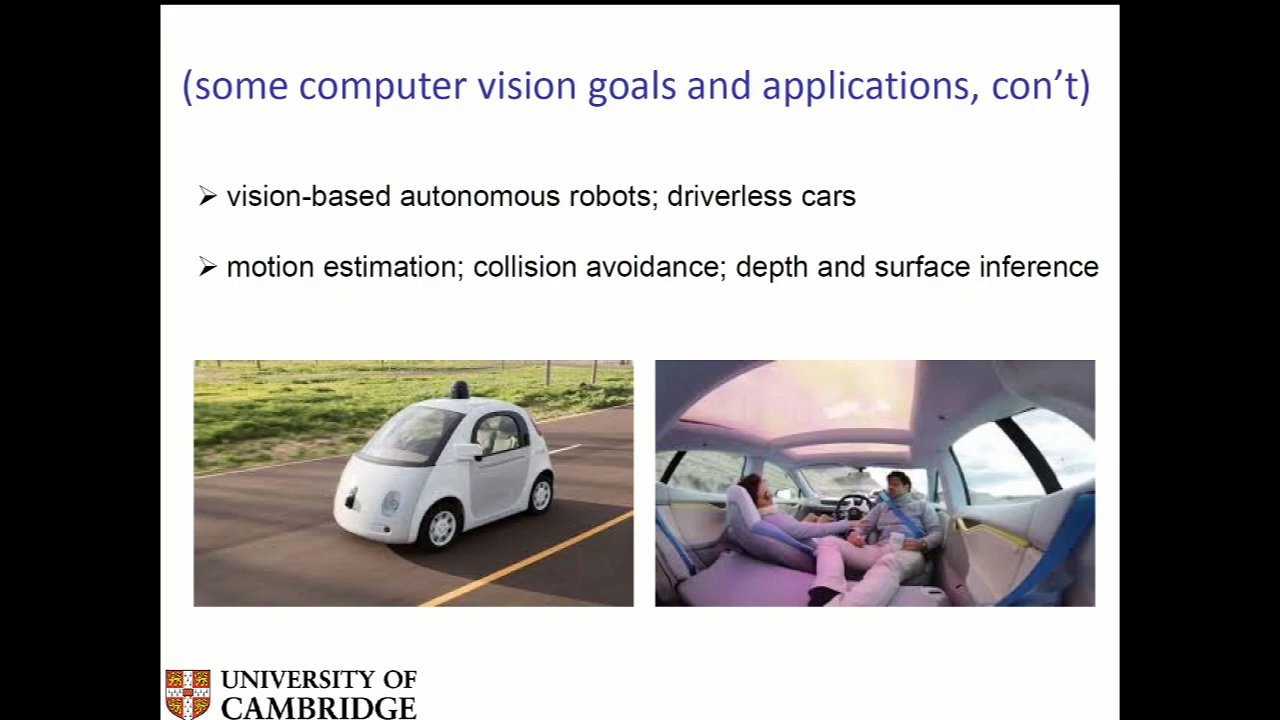 (some computer vision goals and applications, con’t)
➢ vision-based autonomous robots; driverless cars
➢ motion estimation; collision avoidance; depth and surface inference
UNIVERSITY OF
CAMBRIDGE